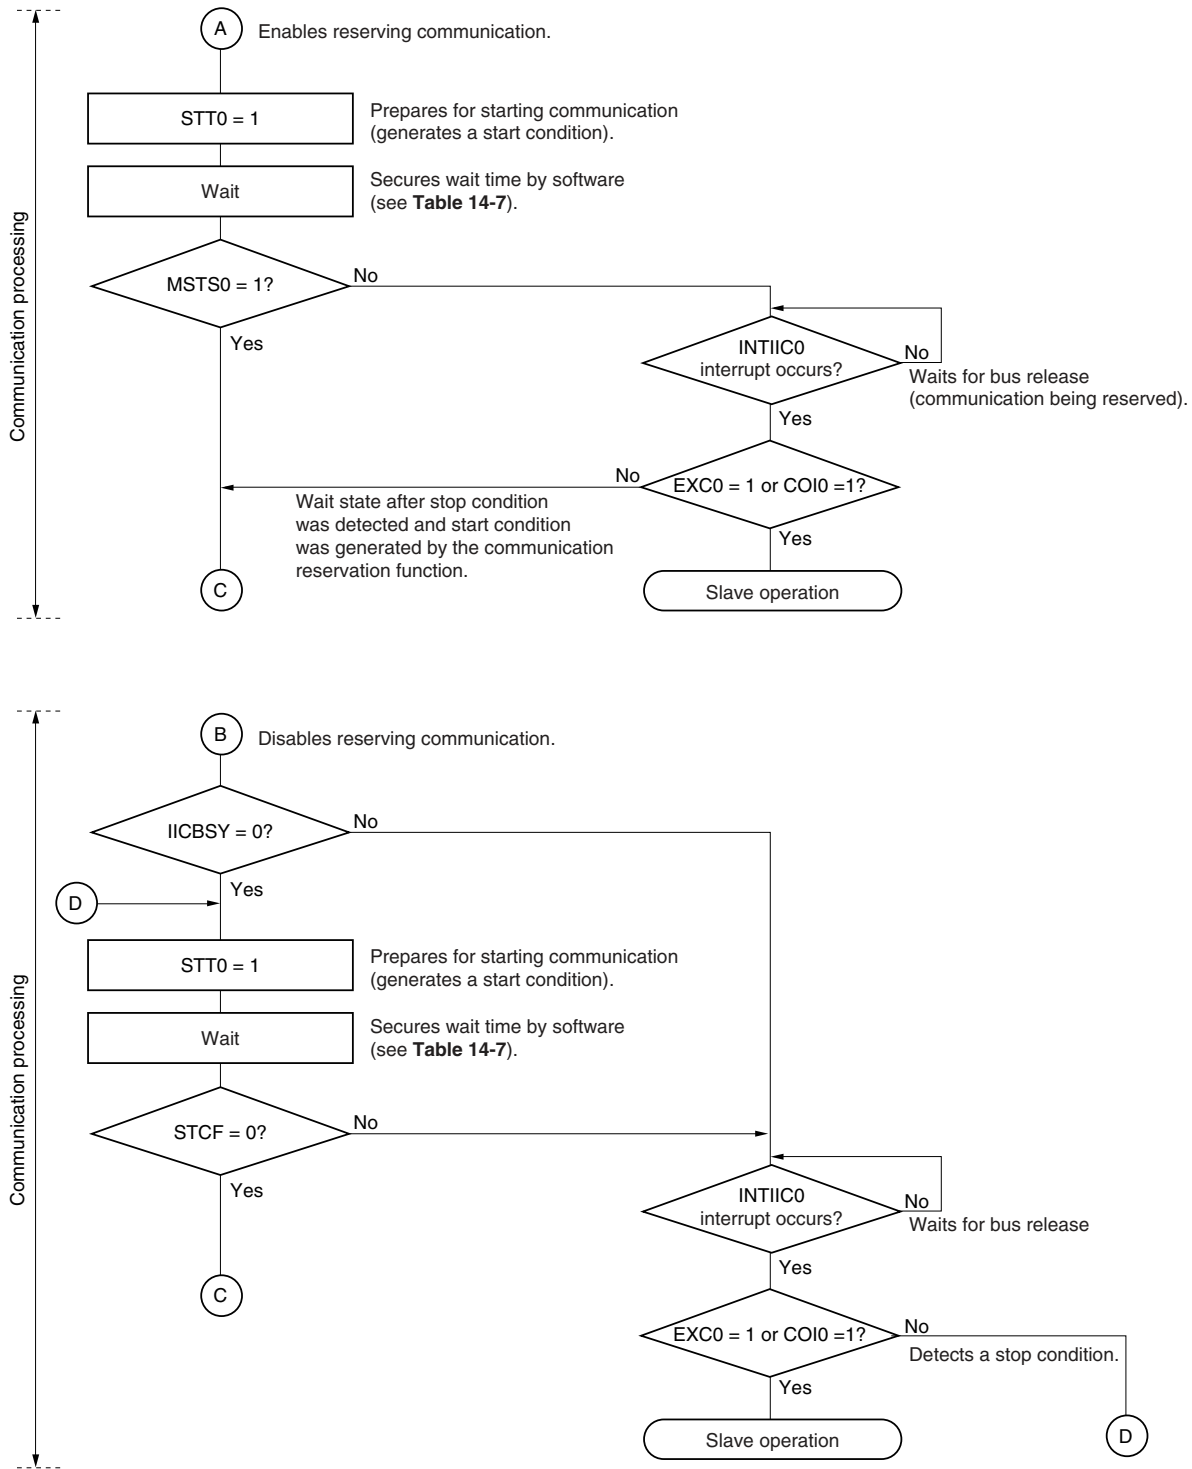 A
Enables reserving communication.
STT0 = 1
Prepares for starting communication
(generates a start condition).
Wait
Secures wait time by software
(see Table 14-7).
MSTS0 = 1?
No
Yes
INTIIC0
interrupt occurs?
No
Waits for bus release
(communication being reserved).
Yes
EXC0 = 1 or COI0 =1?
No
Wait state after stop condition
was detected and start condition
was generated by the communication
reservation function.
Yes
C
Slave operation
Communication processing
B
Disables reserving communication.
IICBSY = 0?
No
Yes
D
STT0 = 1
Prepares for starting communication
(generates a start condition).
Wait
Secures wait time by software
(see Table 14-7).
STCF = 0?
No
Yes
INTIIC0
interrupt occurs?
No
Waits for bus release
Yes
C
EXC0 = 1 or COI0 =1?
No
Detects a stop condition.
Yes
Slave operation
D
Communication processing